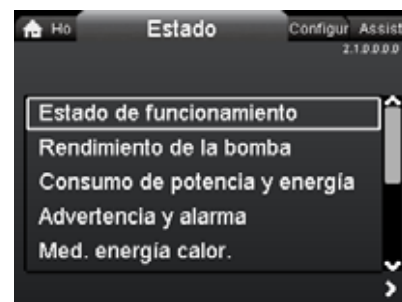 Ho Estado Configur Assist
2.1.0.0.0.0
Estado de funcionamiento
Rendimiento de la bomba
Consumo de potencia y energía
Advertencia y alarma
Med. energía calor.